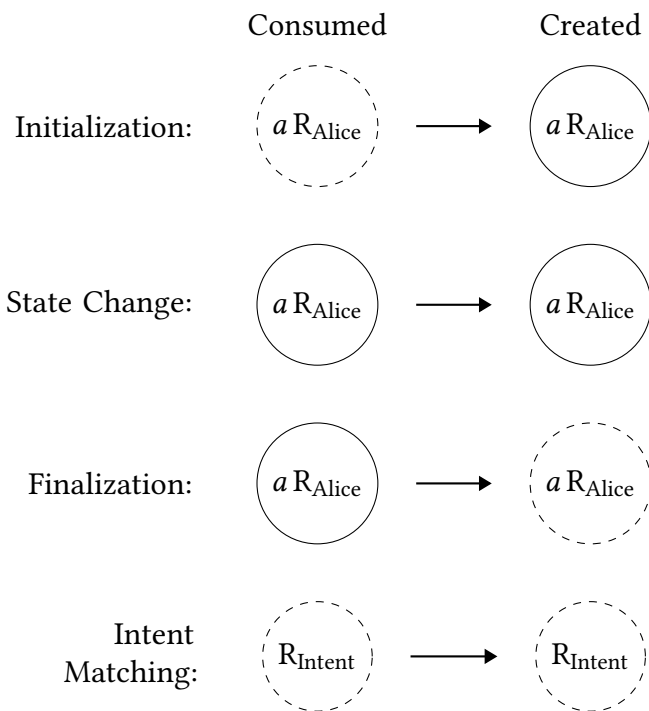 Consumed Created
Initialization: a R_Alice a R_Alice
State Change: a R_Alice a R_Alice
Finalization: a R_Alice a R_Alice
Intent
Matching: R_Intent R_Intent